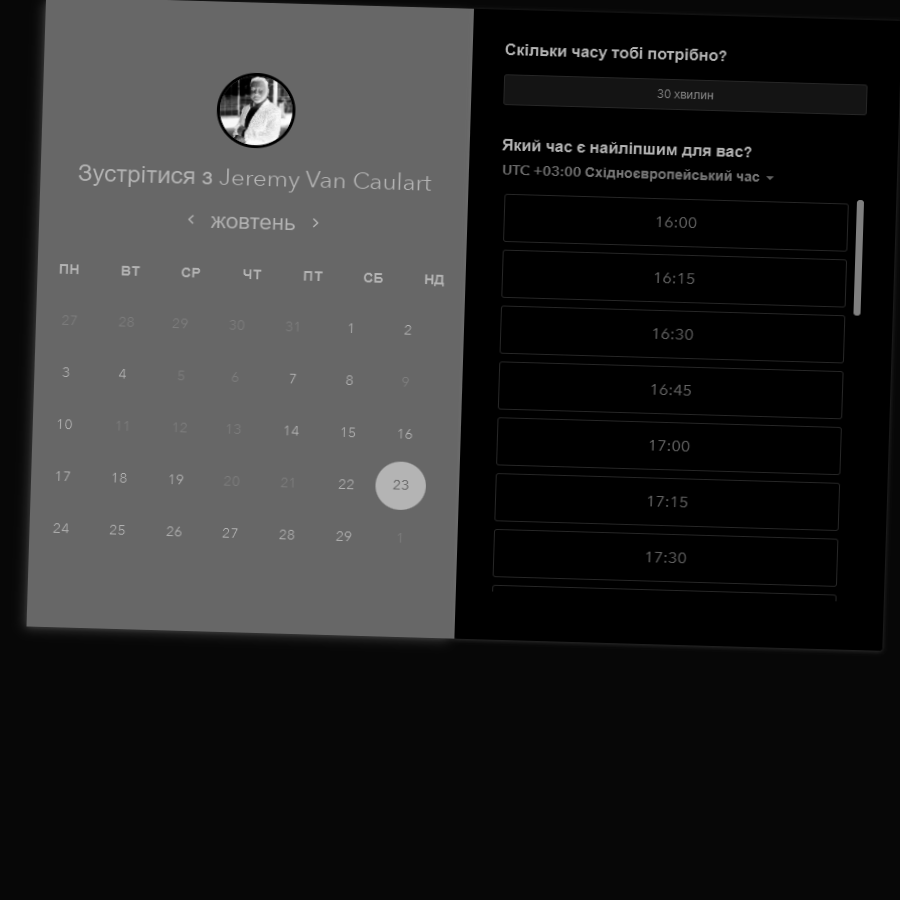 Зустрітися з Jeremy Van Caulart
жовтень
ПН ВТ СР ЧТ ПТ СБ НД
27 28 29 30 31 1 2
3 4 5 6 7 8 9
10 11 12 13 14 15 16
17 18 19 20 21 22 23
24 25 26 27 28 29 1
Скільки часу тобі потрібно?
30 хвилин
Який час є найліпшим для вас?
UTC +03:00 Східноєвропейський час
16:00
16:15
16:30
16:45
17:00
17:15
17:30